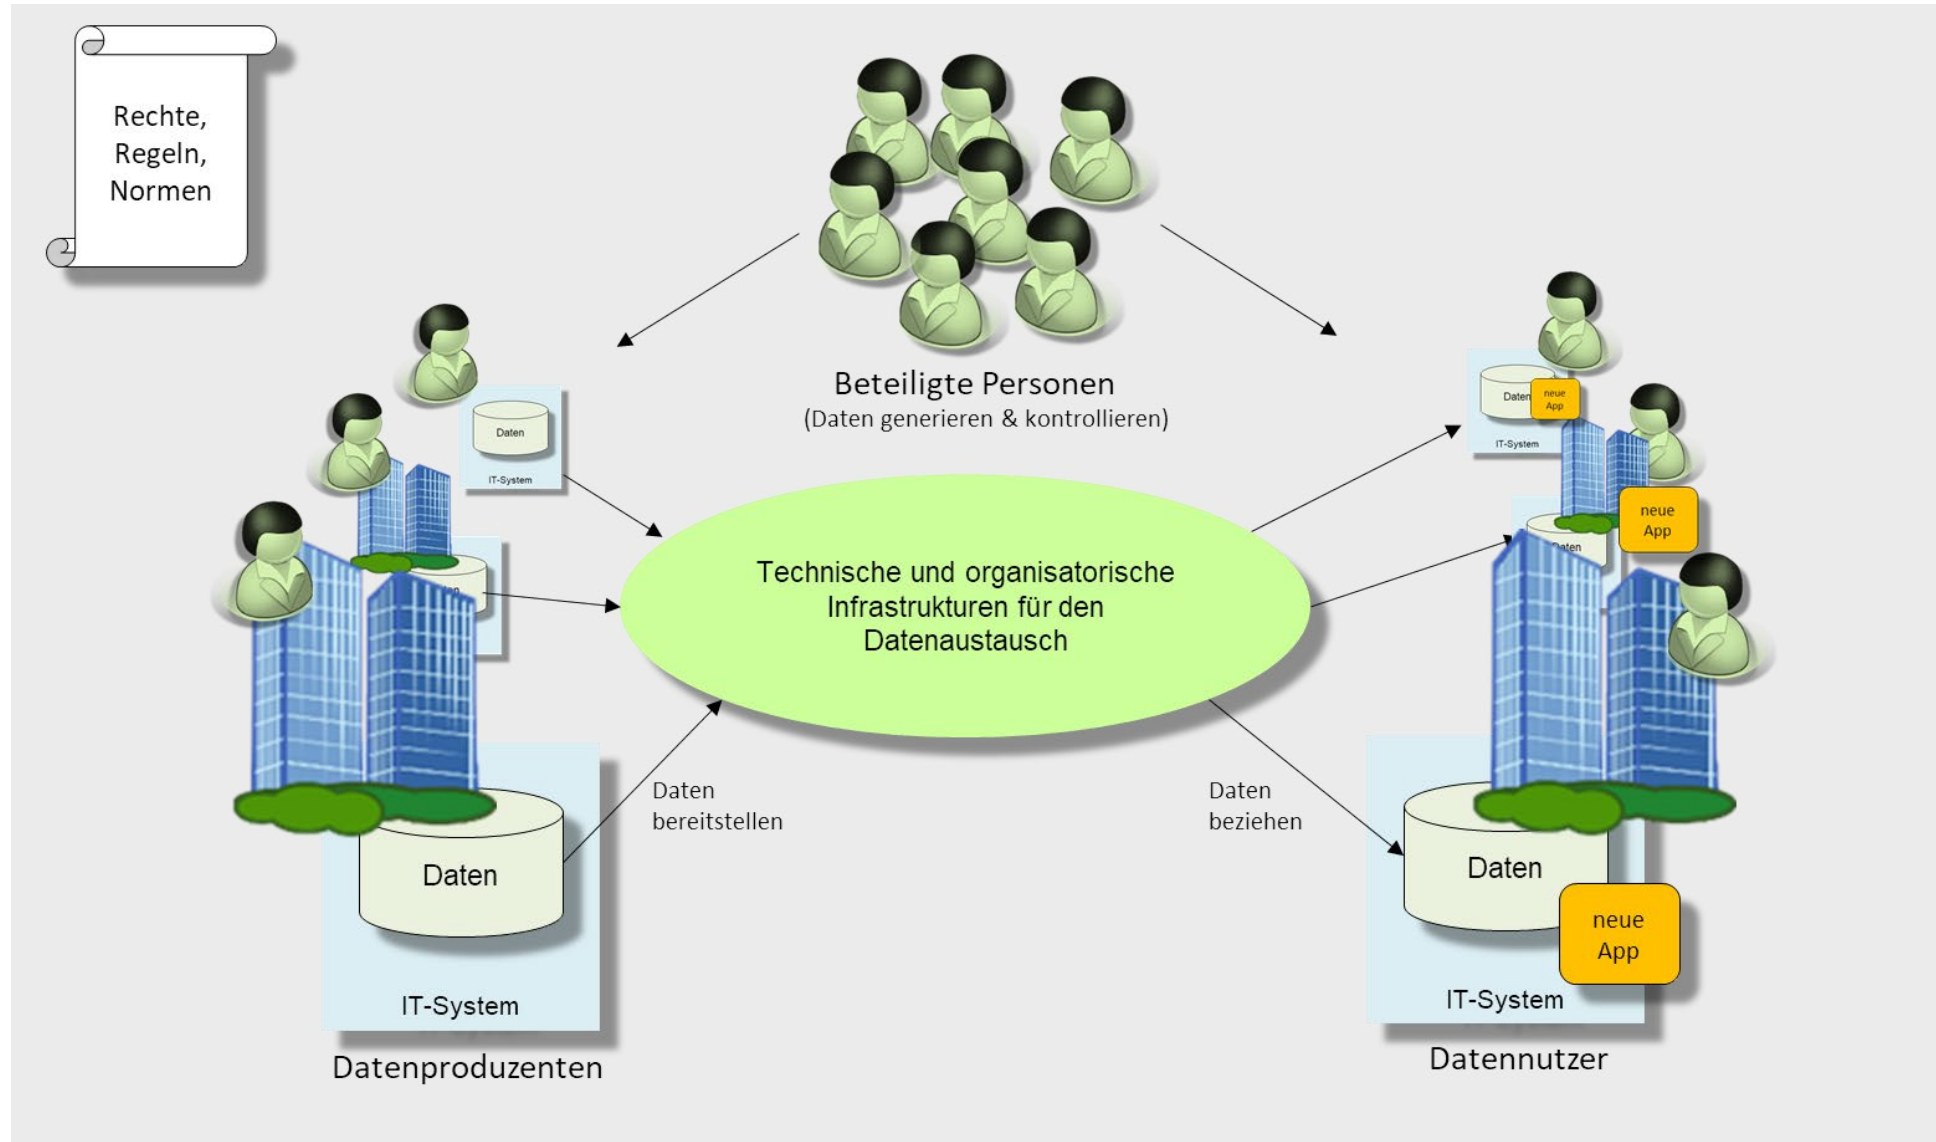 Rechte,
Regeln,
Normen
Beteiligte Personen
(Daten generieren & kontrollieren)
Daten
IT-System
Daten
neue
App
IT-System
neue
App
Daten
Technische und organisatorische
Infrastrukturen für den
Datenaustausch
Daten
bereitstellen
Daten
beziehen
Daten
IT-System
Datenproduzenten
Daten
neue
App
IT-System
Datennutzer